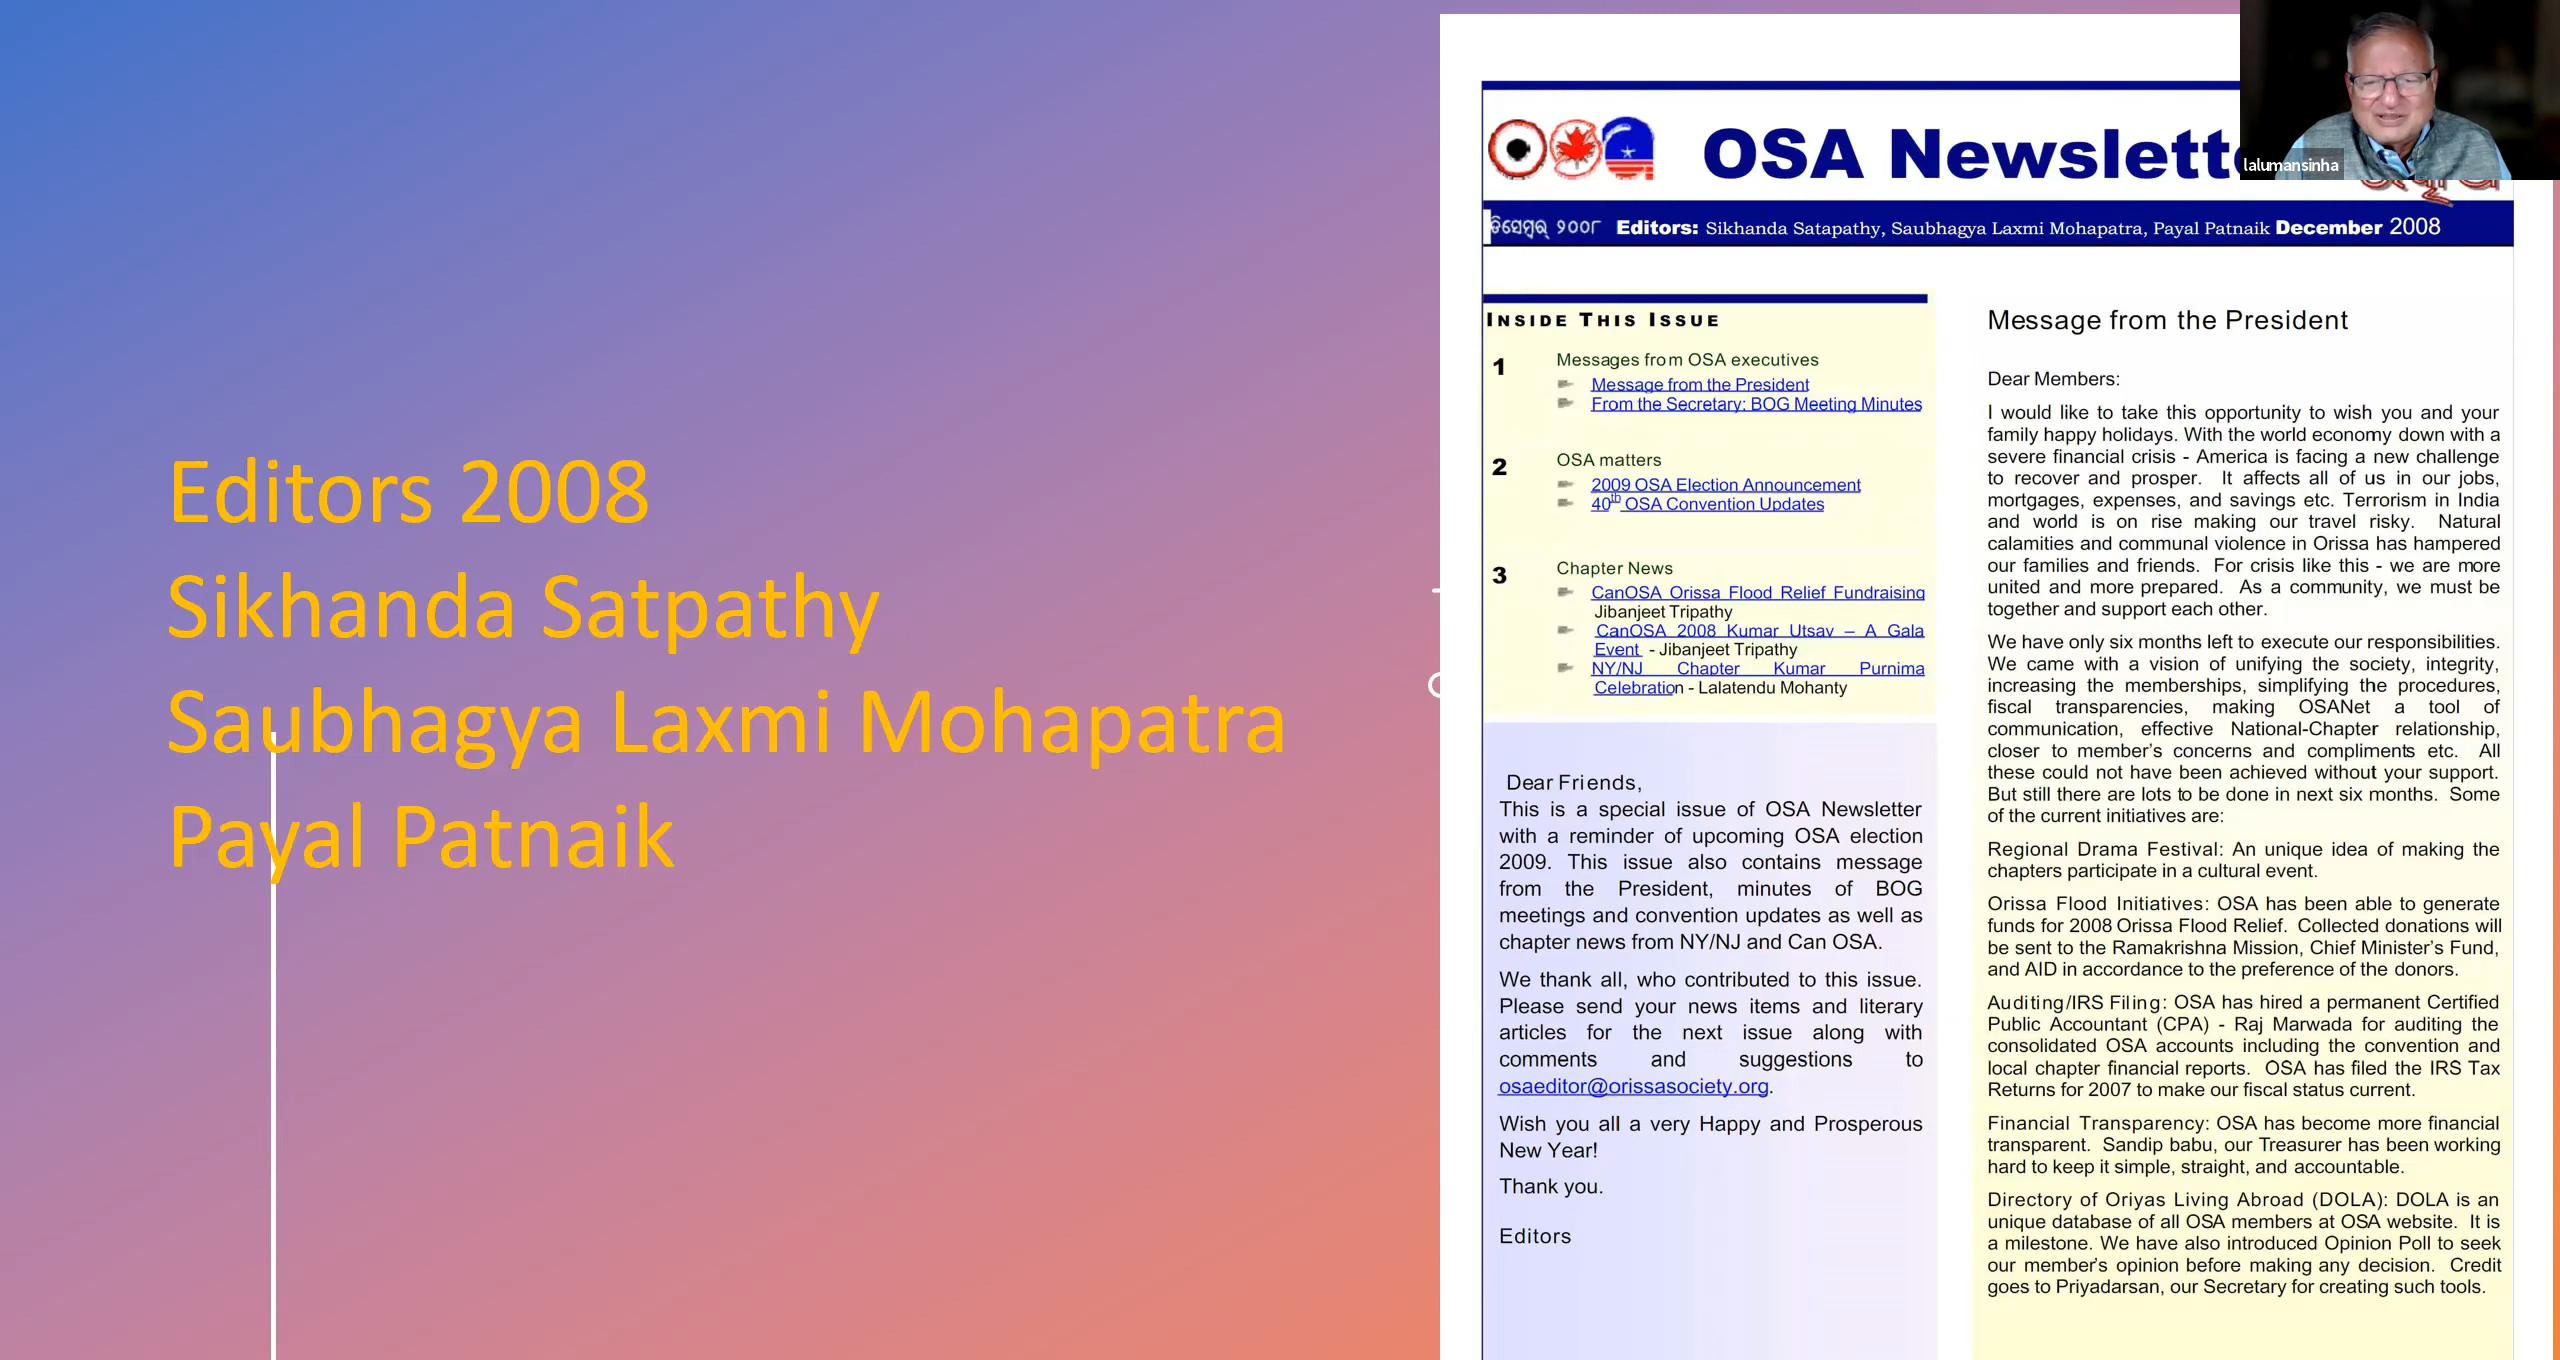 Editors 2008
Sikhanda Satpathy
Saubhagya Laxmi Mohapatra
Payal Patnaik
OSA Newslett
lalumansinha
ଡିସେମ୍ବର୍ ୨୦୦୮ Editors: Sikhanda Satapathy, Saubhagya Laxmi Mohapatra, Payal Patnaik December 2008
INSIDE THIS ISSUE
1 Messages from OSA executives
Message from the President
From the Secretary: BOG Meeting Minutes
2 OSA matters
2009 OSA Election Announcement
40th OSA Convention Updates
3 Chapter News
CanOSA Orissa Flood Relief Fundraising
Jibanjeet Tripathy
CanOSA 2008 Kumar Utsav – A Gala
Event - Jibanjeet Tripathy
NY/NJ Chapter Kumar Purnima
Celebration - Lalatendu Mohanty
Dear Friends,
This is a special issue of OSA Newsletter
with a reminder of upcoming OSA election
2009. This issue also contains message
from the President, minutes of BOG
meetings and convention updates as well as
chapter news from NY/NJ and Can OSA.
We thank all, who contributed to this issue.
Please send your news items and literary
articles for the next issue along with
comments and suggestions to
osaeditor@orissasociety.org.
Wish you all a very Happy and Prosperous
New Year!
Thank you.
Editors
Message from the President
Dear Members:
I would like to take this opportunity to wish you and your
family happy holidays. With the world economy down with a
severe financial crisis - America is facing a new challenge
to recover and prosper. It affects all of us in our jobs,
mortgages, expenses, and savings etc. Terrorism in India
and world is on rise making our travel risky. Natural
calamities and communal violence in Orissa has hampered
our families and friends. For crisis like this - we are more
united and more prepared. As a community, we must be
together and support each other.
We have only six months left to execute our responsibilities.
We came with a vision of unifying the society, integrity,
increasing the memberships, simplifying the procedures,
fiscal transparencies, making OSANet a tool of
communication, effective National-Chapter relationship,
closer to member's concerns and compliments etc. All
these could not have been achieved without your support.
But still there are lots to be done in next six months. Some
of the current initiatives are:
Regional Drama Festival: An unique idea of making the
chapters participate in a cultural event.
Orissa Flood Initiatives: OSA has been able to generate
funds for 2008 Orissa Flood Relief. Collected donations will
be sent to the Ramakrishna Mission, Chief Minister's Fund,
and AID in accordance to the preference of the donors.
Auditing/IRS Filing: OSA has hired a permanent Certified
Public Accountant (CPA) - Raj Marwada for auditing the
consolidated OSA accounts including the convention and
local chapter financial reports. OSA has filed the IRS Tax
Returns for 2007 to make our fiscal status current.
Financial Transparency: OSA has become more financial
transparent. Sandip babu, our Treasurer has been working
hard to keep it simple, straight, and accountable.
Directory of Oriyas Living Abroad (DOLA): DOLA is an
unique database of all OSA members at OSA website. It is
a milestone. We have also introduced Opinion Poll to seek
our member's opinion before making any decision. Credit
goes to Priyadarsan, our Secretary for creating such tools.